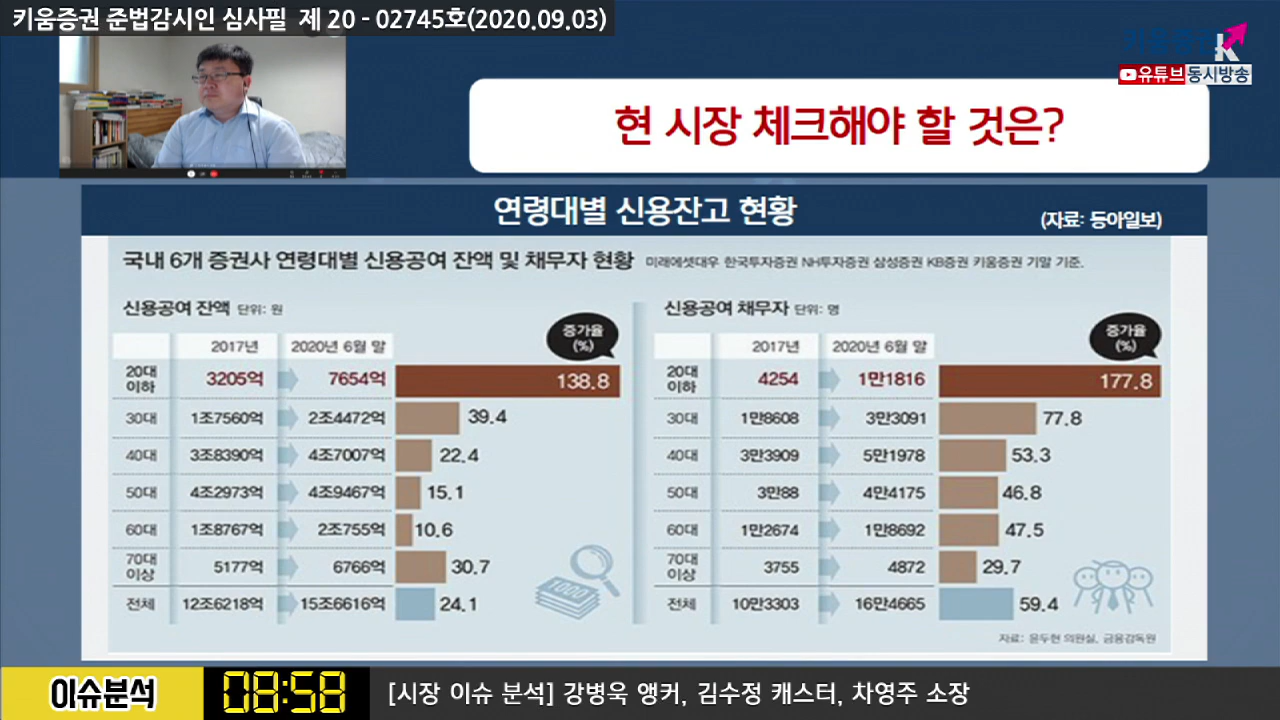 키움증권 준법감시인 심사필 제 20 - 02745호(2020.09.03)
키움증권
유튜브 동시방송
현 시장 체크해야 할 것은?
연령대별 신용잔고 현황
(자료: 동아일보)
국내 6개 증권사 연령대별 신용공여 잔액 및 채무자 현황 미래에셋대우 한국투자증권 NH투자증권 삼성증권 KB증권 키움증권 기말 기준.
신용공여 잔액 단위: 원
증가율 (%)
2017년 2020년 6월 말
20대 이하 3205억 7654억 138.8
30대 1조7560억 2조4472억 39.4
40대 3조8390억 4조7007억 22.4
50대 4조2973억 4조9467억 15.1
60대 1조8767억 2조755억 10.6
70대 이상 5177억 6766억 30.7
전체 12조6218억 15조6616억 24.1
1000
신용공여 채무자 단위: 명
증가율 (%)
2017년 2020년 6월 말
20대 이하 4254 1만1816 177.8
30대 1만8608 3만3091 77.8
40대 3만3909 5만1978 53.3
50대 3만88 4만4175 46.8
60대 1만2674 1만8692 47.5
70대 이상 3755 4872 29.7
전체 10만3303 16만4665 59.4
자료: 윤두현 의원실, 금융감독원
이슈분석
08:58
[시장 이슈 분석] 강병욱 앵커, 김수정 캐스터, 차영주 소장